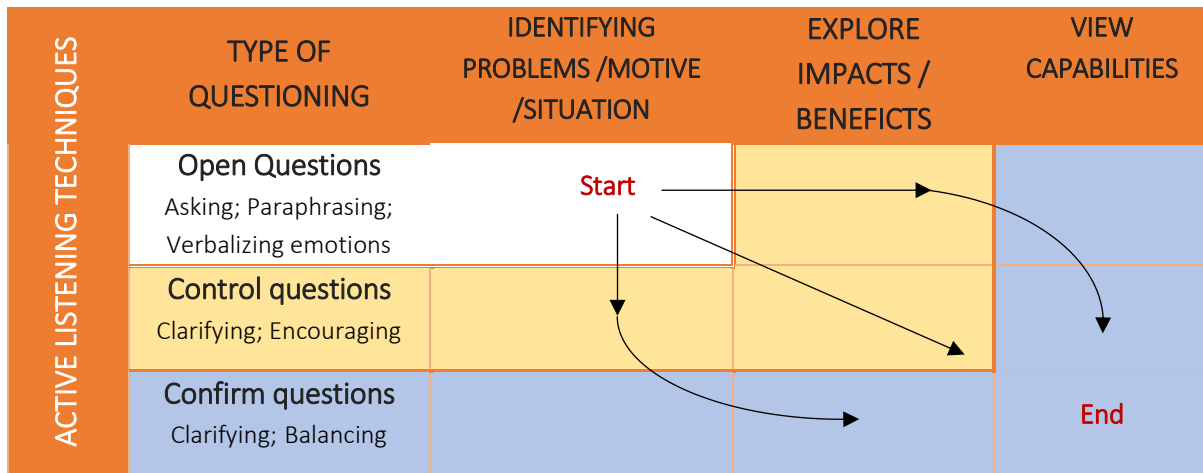 ACTIVE LISTENING TECHNIQUES
TYPE OF
QUESTIONING
IDENTIFYING
PROBLEMS /MOTIVE
/SITUATION
EXPLORE
IMPACTS /
BENEFICTS
VIEW
CAPABILITIES
Open Questions
Asking; Paraphrasing;
Verbalizing emotions
Start
Control questions
Clarifying; Encouraging
Confirm questions
Clarifying; Balancing
End